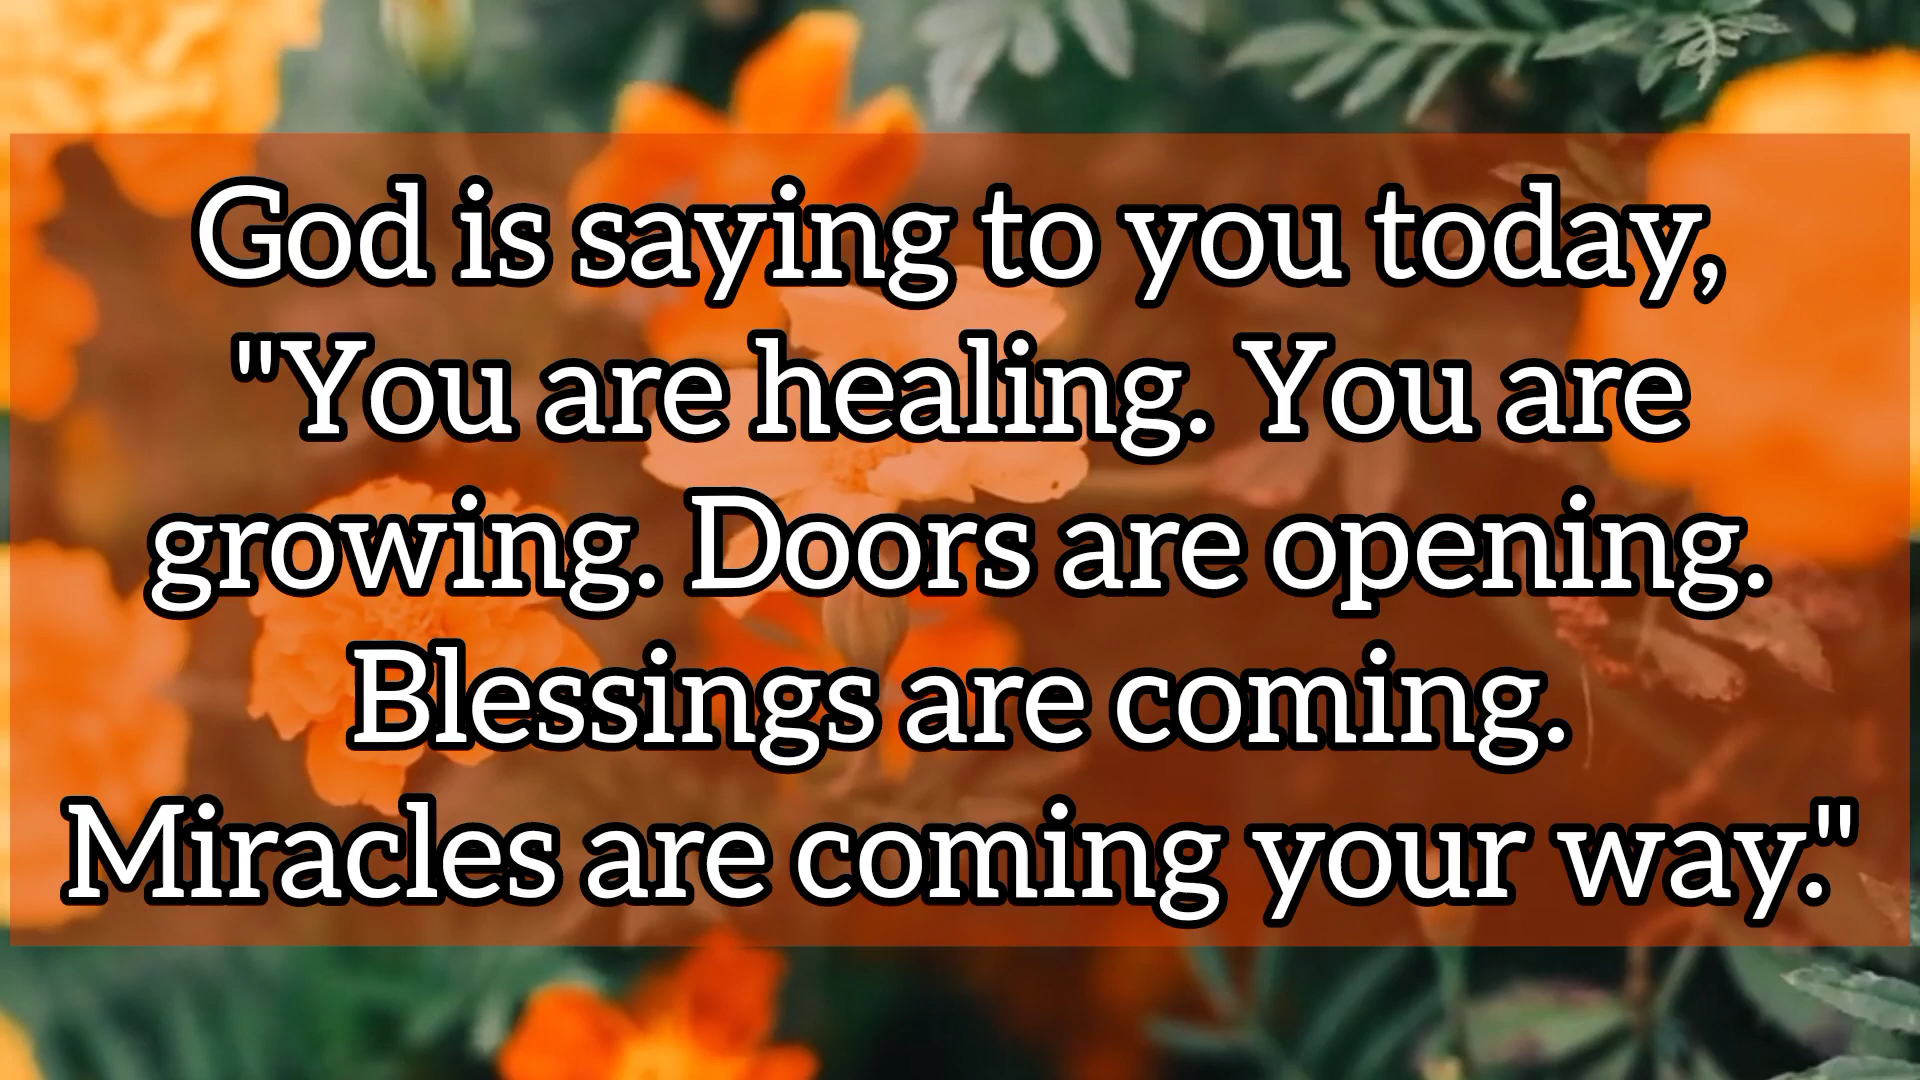 God is saying to you today,
"You are healing. You are
growing. Doors are opening.
Blessings are coming.
Miracles are coming your way."